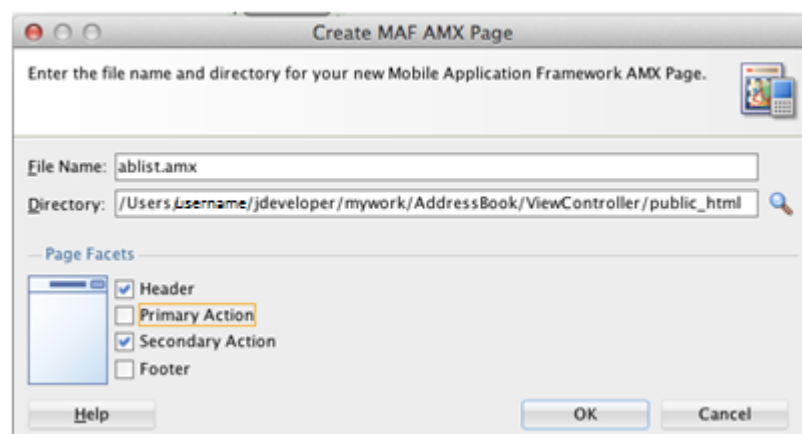 Create MAF AMX Page
Enter the file name and directory for your new Mobile Application Framework AMX Page.
File Name: ablist.amx
Directory: /Users/username/jdeveloper/mywork/AddressBook/ViewController/public_html
Page Facets
Header
Primary Action
Secondary Action
Footer
Help
OK
Cancel